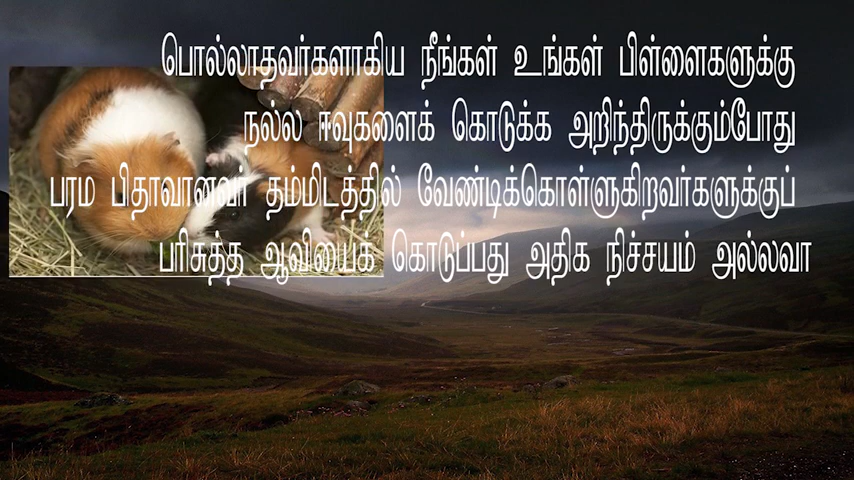 பொல்லாதவர்களாகிய நீங்கள் உங்கள் பிள்ளைகளுக்கு
நல்ல ஈவுகளைக் கொடுக்க அறிந்திருக்கும்போது
பரம பிதாவானவர் தம்மிடத்தில் வேண்டிக்கொள்ளுகிறவர்களுக்குப்
பரிசுத்த ஆவியைக் கொடுப்பது அதிக நிச்சயம் அல்லவா